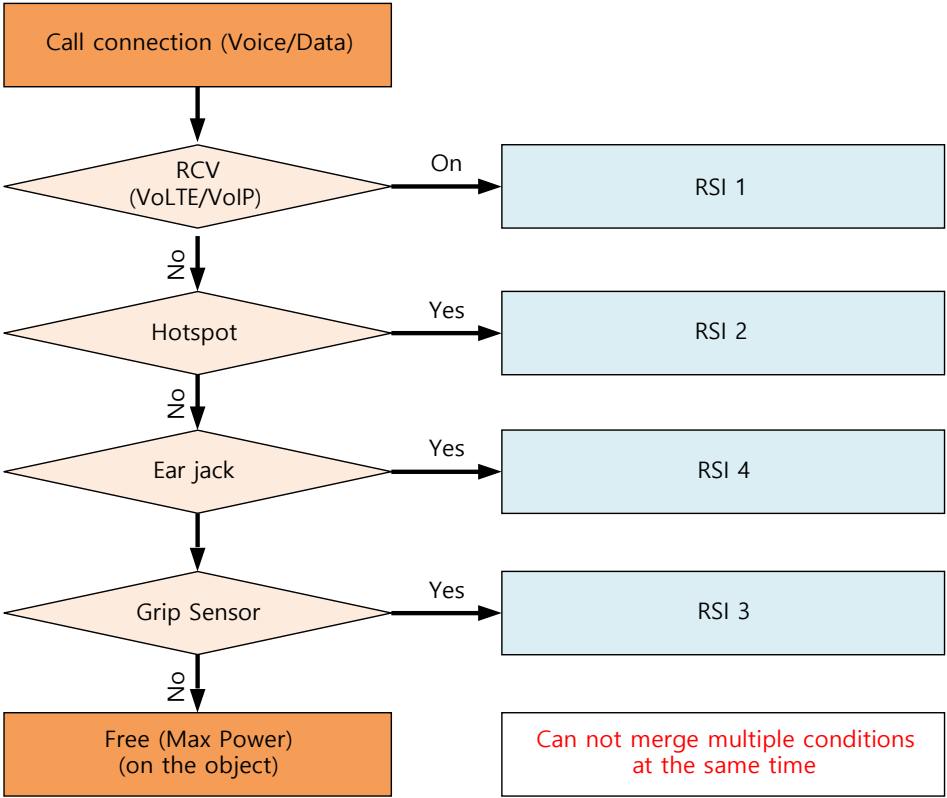 Call connection (Voice/Data)
RCV
(VoLTE/VoIP)
On
RSI 1
No
Hotspot
Yes
RSI 2
No
Ear jack
Yes
RSI 4
Grip Sensor
Yes
RSI 3
No
Free (Max Power)
(on the object)
Can not merge multiple conditions
at the same time